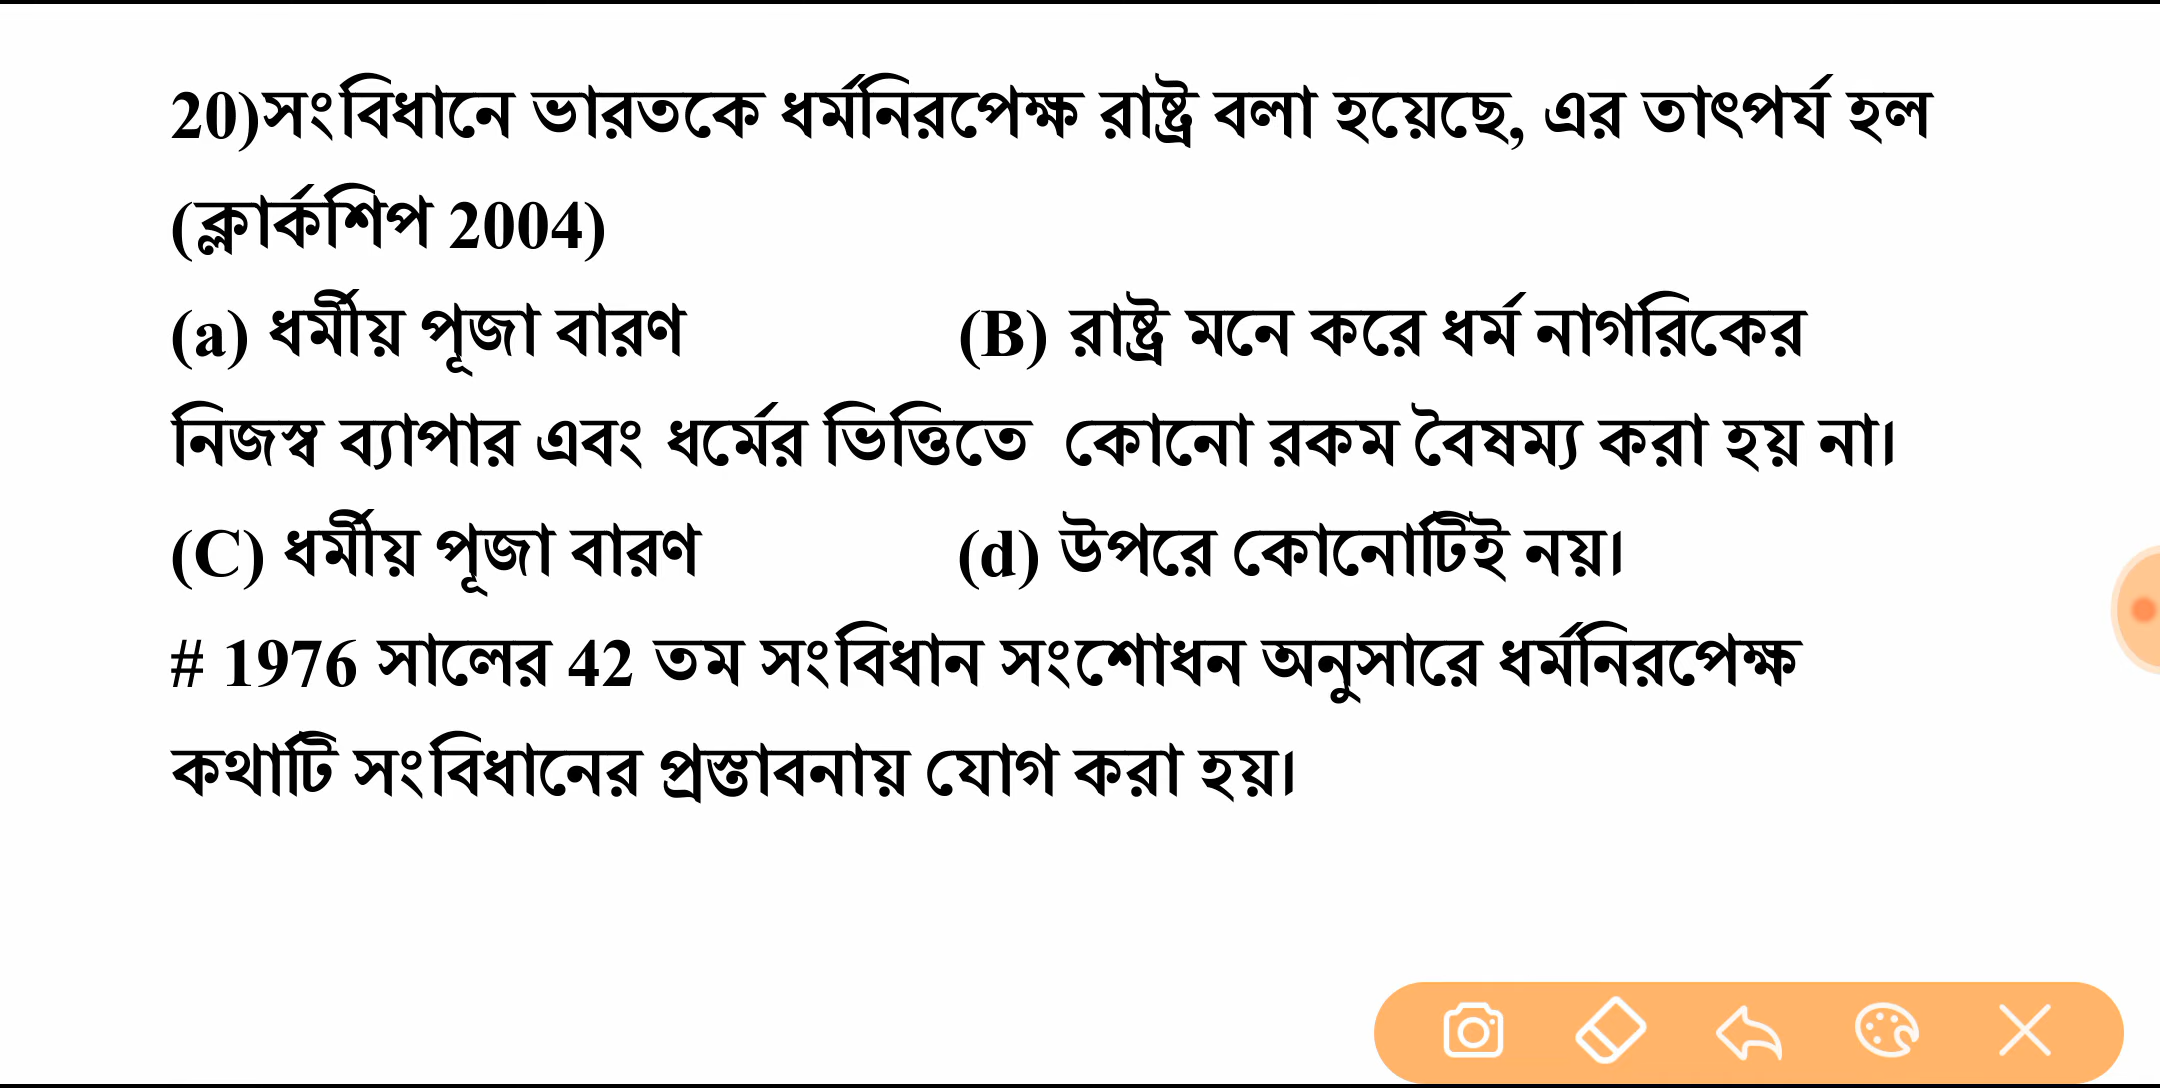 20)সংবিধানে ভারতকে ধর্মনিরপেক্ষ রাষ্ট্র বলা হয়েছে, এর তাৎপর্য হল
(ক্লার্কশিপ 2004)
(a) ধর্মীয় পূজা বারণ (B) রাষ্ট্র মনে করে ধর্ম নাগরিকের
নিজস্ব ব্যাপার এবং ধর্মের ভিত্তিতে কোনো রকম বৈষম্য করা হয় না।
(C) ধর্মীয় পূজা বারণ (d) উপরে কোনোটিই নয়।
# 1976 সালের 42 তম সংবিধান সংশোধন অনুসারে ধর্মনিরপেক্ষ
কথাটি সংবিধানের প্রস্তাবনায় যোগ করা হয়।